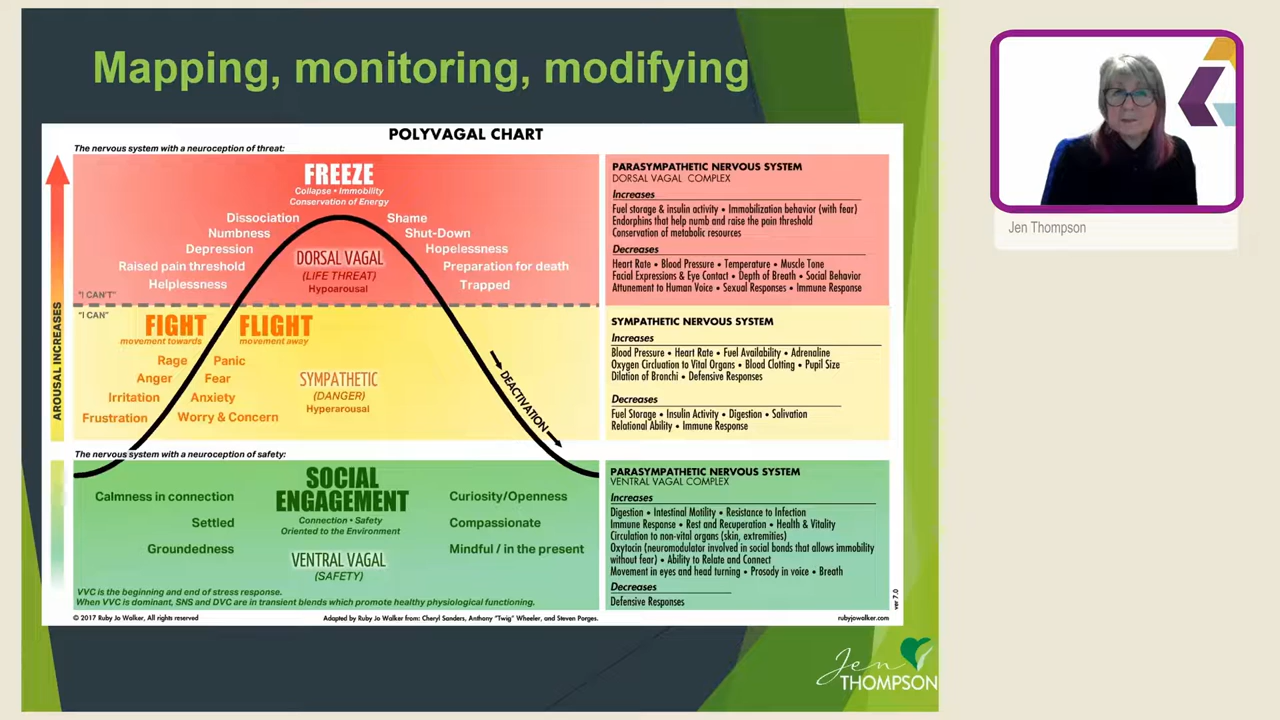 Mapping, monitoring, modifying
POLYVAGAL CHART
The nervous system with a neuroception of threat:
AROUSAL INCREASES
FREEZE
Collapse • Immobility
Conservation of Energy
Dissociation
Numbness
Depression
Raised pain threshold
Helplessness
Shame
Shut-Down
Hopelessness
Preparation for death
Trapped
DORSAL VAGAL
(LIFE THREAT)
Hypoarousal
"I CAN'T"
"I CAN"
FIGHT
movement towards
FLIGHT
movement away
Rage
Anger
Irritation
Frustration
Panic
Fear
Anxiety
Worry & Concern
SYMPATHETIC
(DANGER)
Hyperarousal
DEACTIVATION
The nervous system with a neuroception of safety:
SOCIAL
ENGAGEMENT
Connection • Safety
Oriented to the Environment
Calmness in connection
Settled
Groundedness
Curiosity/Openness
Compassionate
Mindful / in the present
VENTRAL VAGAL
(SAFETY)
VVC is the beginning and end of stress response.
When VVC is dominant, SNS and DVC are in transient blends which promote healthy physiological functioning.
PARASYMPATHETIC NERVOUS SYSTEM
DORSAL VAGAL COMPLEX
Increases
Fuel storage & insulin activity • Immobilization behavior (with fear)
Endorphins that help numb and raise the pain threshold
Conservation of metabolic resources
Decreases
Heart Rate • Blood Pressure • Temperature • Muscle Tone
Facial Expressions & Eye Contact • Depth of Breath • Social Behavior
Attunement to Human Voice • Sexual Responses • Immune Response
SYMPATHETIC NERVOUS SYSTEM
Increases
Blood Pressure • Heart Rate • Fuel Availability • Adrenaline
Oxygen Circluation to Vital Organs • Blood Clotting • Pupil Size
Dilation of Bronchi • Defensive Responses
Decreases
Fuel Storage • Insulin Activity • Digestion • Salivation
Relational Ability • Immune Response
PARASYMPATHETIC NERVOUS SYSTEM
VENTRAL VAGAL COMPLEX
Increases
Digestion • Intestinal Motility • Resistance to Infection
Immune Response • Rest and Recuperation • Health & Vitality
Circulation to non-vital organs (skin, extremities)
Oxytocin (neuromodulator involved in social bonds that allows immobility
without fear) • Ability to Relate and Connect
Movement in eyes and head turning • Prosody in voice • Breath
Decreases
Defensive Responses
ver 7.0
© 2017 Ruby Jo Walker, All rights reserved
Adapted by Ruby Jo Walker from: Cheryl Sanders, Anthony "Twig" Wheeler, and Steven Porges.
rubyjowalker.com
Jen
THOMPSON
Jen Thompson